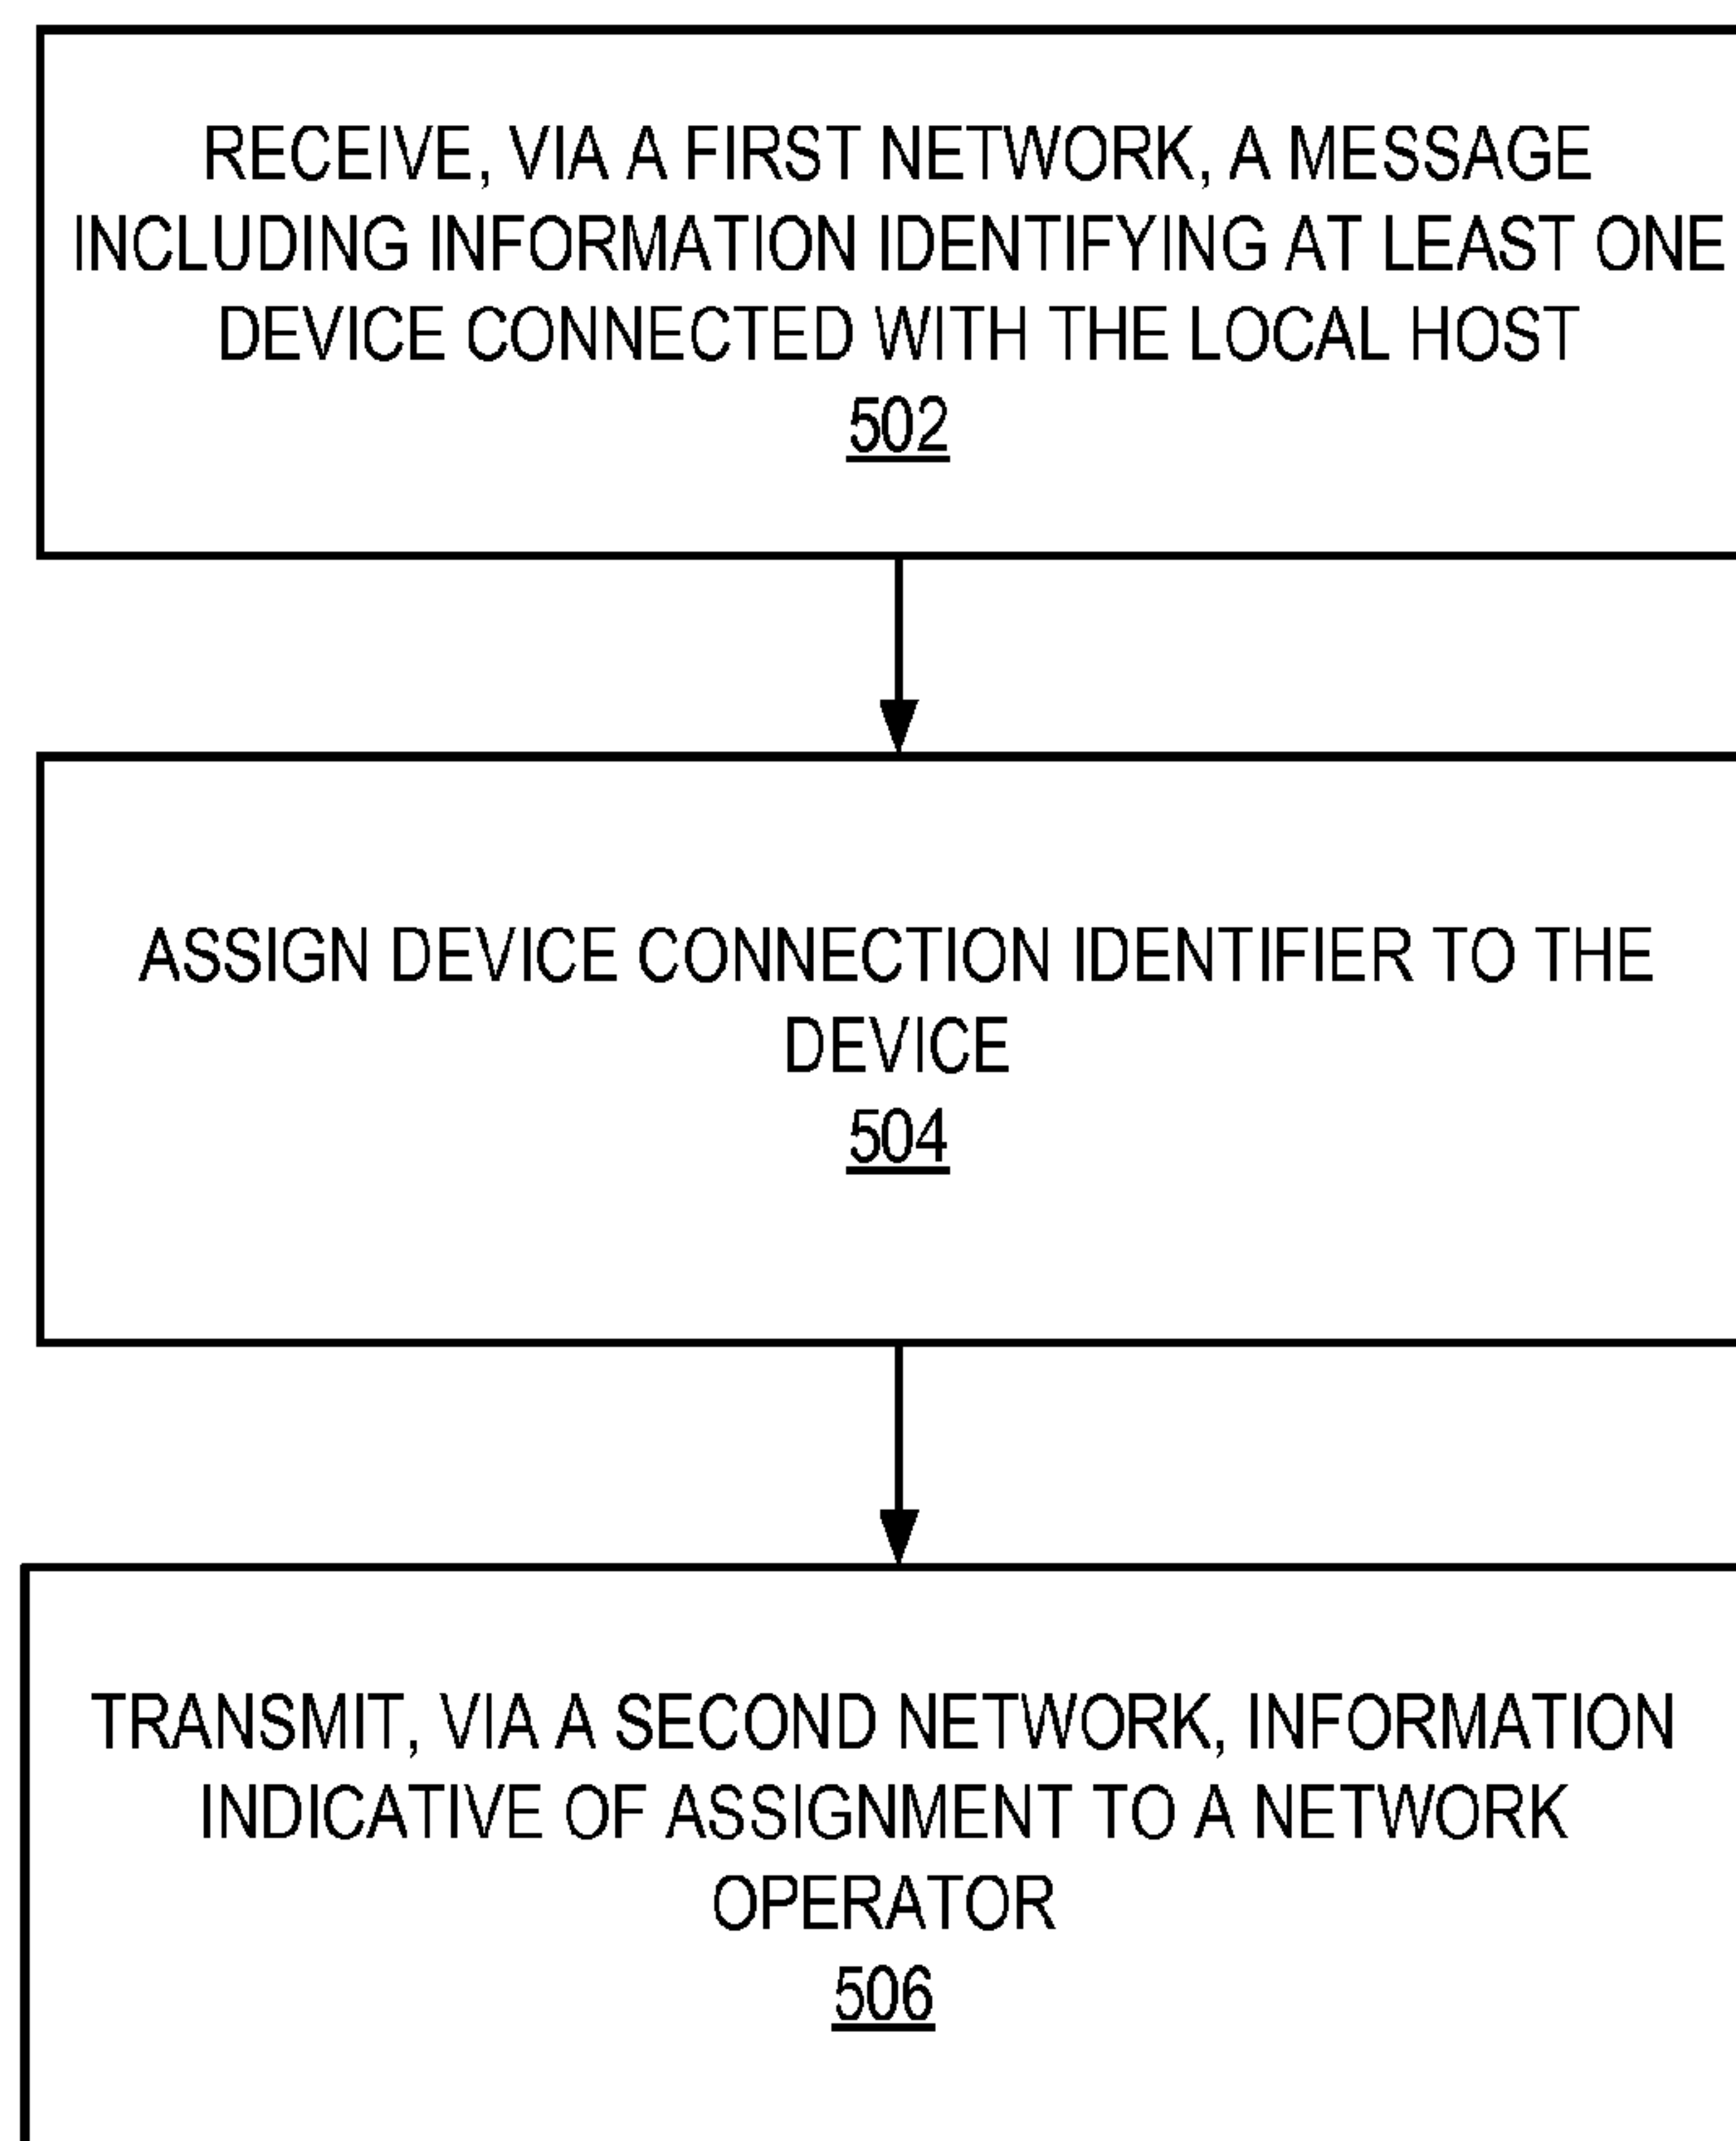 RECEIVE, VIA A FIRST NETWORK, A MESSAGE
INCLUDING INFORMATION IDENTIFYING AT LEAST ONE
DEVICE CONNECTED WITH THE LOCAL HOST
502
ASSIGN DEVICE CONNECTION IDENTIFIER TO THE
DEVICE
504
TRANSMIT, VIA A SECOND NETWORK, INFORMATION
INDICATIVE OF ASSIGNMENT TO A NETWORK
OPERATOR
506